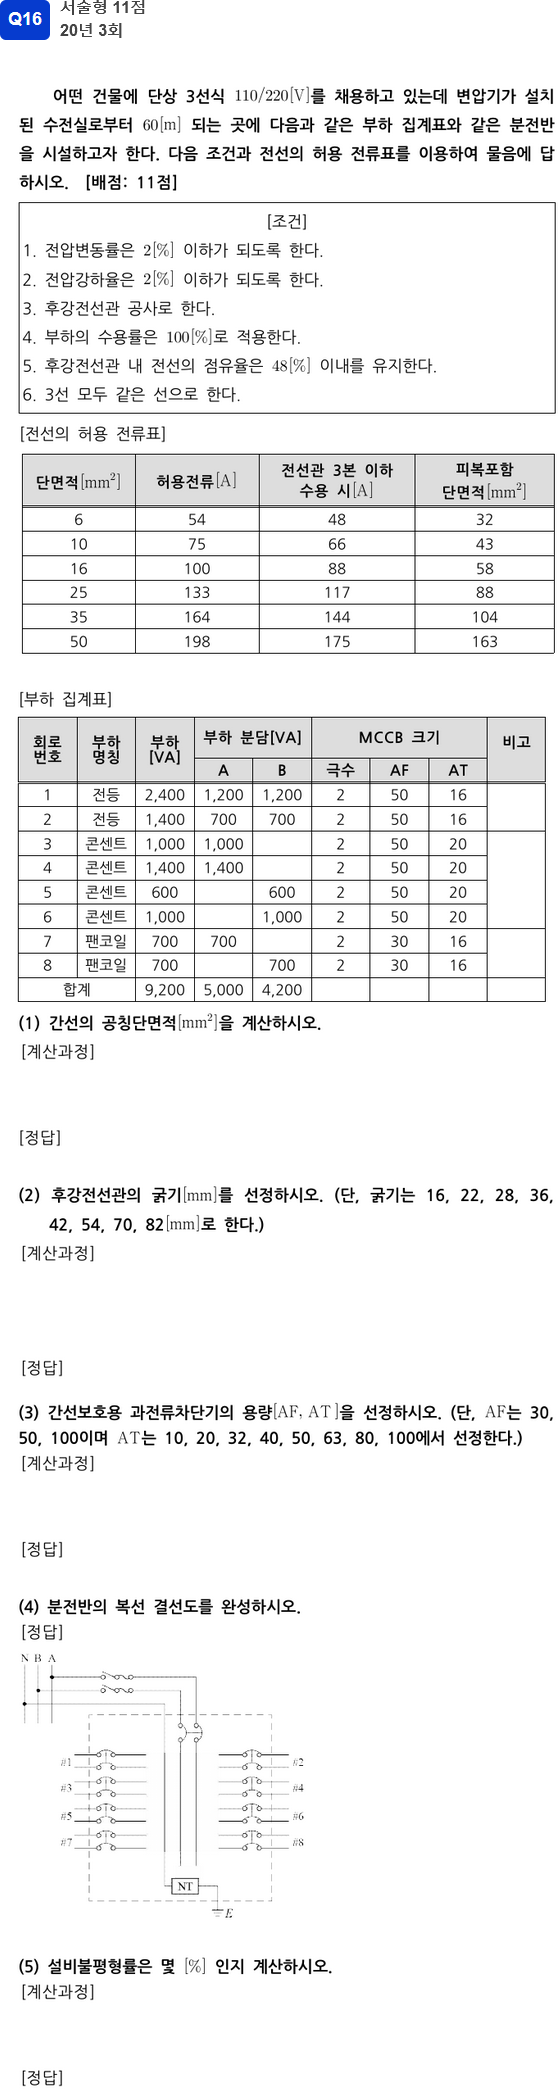 Q16
서술형 11점
20년 3회
어떤 건물에 단상 3선식 110/220[V]를 채용하고 있는데 변압기가 설치
된 수전실로부터 60[m] 되는 곳에 다음과 같은 부하 집계표와 같은 분전반
을 시설하고자 한다. 다음 조건과 전선의 허용 전류표를 이용하여 물음에 답
하시오. [배점: 11점]
[조건]
1. 전압변동률은 2[%] 이하가 되도록 한다.
2. 전압강하율은 2[%] 이하가 되도록 한다.
3. 후강전선관 공사로 한다.
4. 부하의 수용률은 100[%]로 적용한다.
5. 후강전선관 내 전선의 점유율은 48[%] 이내를 유지한다.
6. 3선 모두 같은 선으로 한다.
[전선의 허용 전류표]
단면적[mm²] 허용전류[A] 전선관 3본 이하 수용 시[A] 피복포함 단면적[mm²]
6 54 48 32
10 75 66 43
16 100 88 58
25 133 117 88
35 164 144 104
50 198 175 163
[부하 집계표]
회로 번호 부하 명칭 부하 [VA] 부하 분담[VA] MCCB 크기 비고
A B 극수 AF AT
1 전등 2,400 1,200 1,200 2 50 16
2 전등 1,400 700 700 2 50 16
3 콘센트 1,000 1,000 2 50 20
4 콘센트 1,400 1,400 2 50 20
5 콘센트 600 600 2 50 20
6 콘센트 1,000 1,000 2 50 20
7 팬코일 700 700 2 30 16
8 팬코일 700 700 2 30 16
합계 9,200 5,000 4,200
(1) 간선의 공칭단면적[mm²]을 계산하시오.
[계산과정]
[정답]
(2) 후강전선관의 굵기[mm]를 선정하시오. (단, 굵기는 16, 22, 28, 36,
42, 54, 70, 82[mm]로 한다.)
[계산과정]
[정답]
(3) 간선보호용 과전류차단기의 용량[AF, AT]을 선정하시오. (단, AF는 30,
50, 100이며 AT는 10, 20, 32, 40, 50, 63, 80, 100에서 선정한다.)
[계산과정]
[정답]
(4) 분전반의 복선 결선도를 완성하시오.
[정답]
N B A
#1 #2
#3 #4
#5 #6
#7 #8
NT
E
(5) 설비불평형률은 몇 [%] 인지 계산하시오.
[계산과정]
[정답]